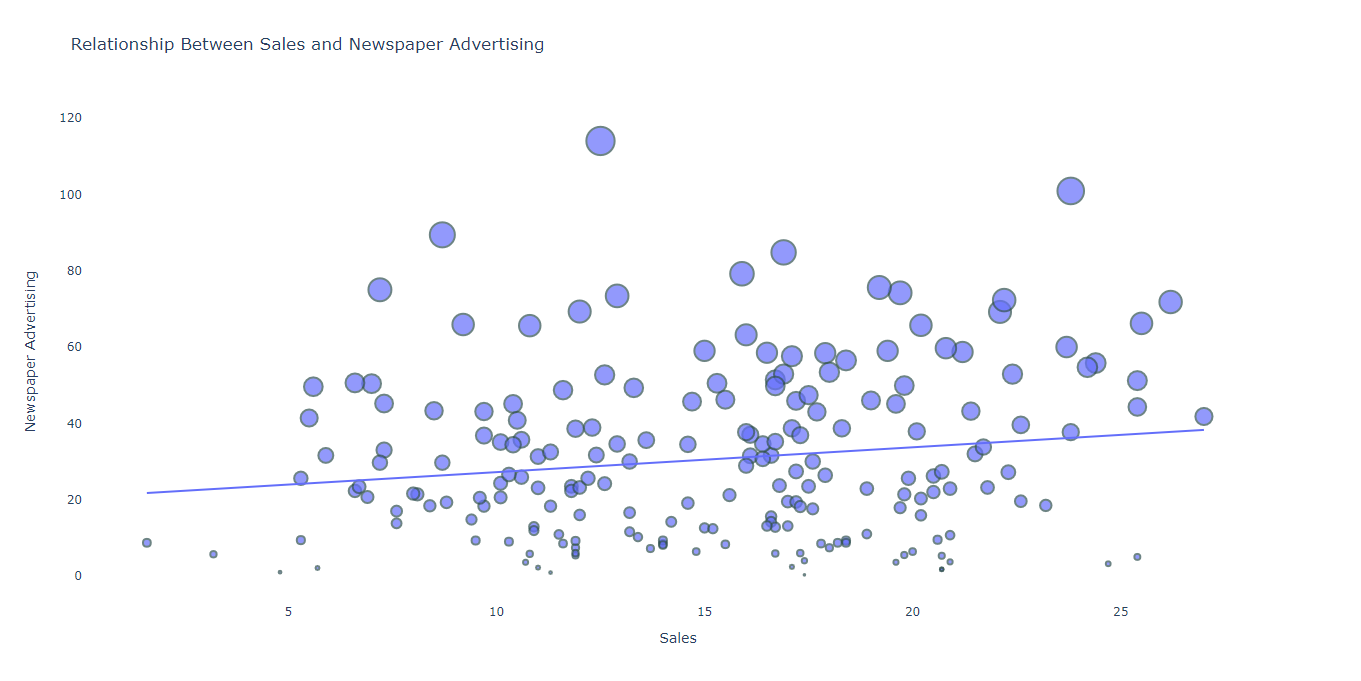 Relationship Between Sales and Newspaper Advertising
120
100
80
60
40
20
0
Newspaper Advertising
5 10 15 20 25
Sales